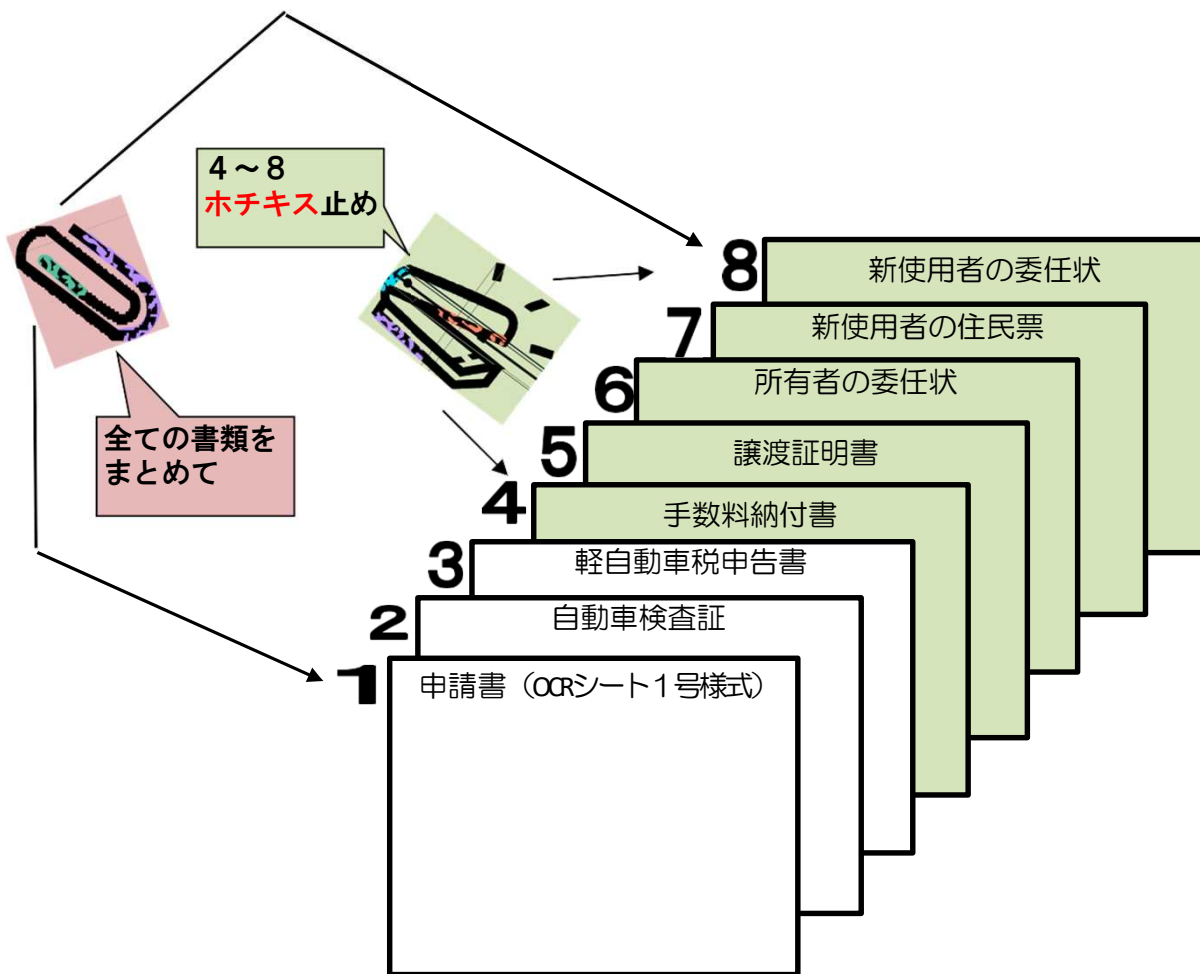 4～8
ホチキス止め
全ての書類を
まとめて
8
新使用者の委任状
7
新使用者の住民票
6
所有者の委任状
5
譲渡証明書
4
手数料納付書
3
軽自動車税申告書
2
自動車検査証
1
申請書（OCRシート１号様式）